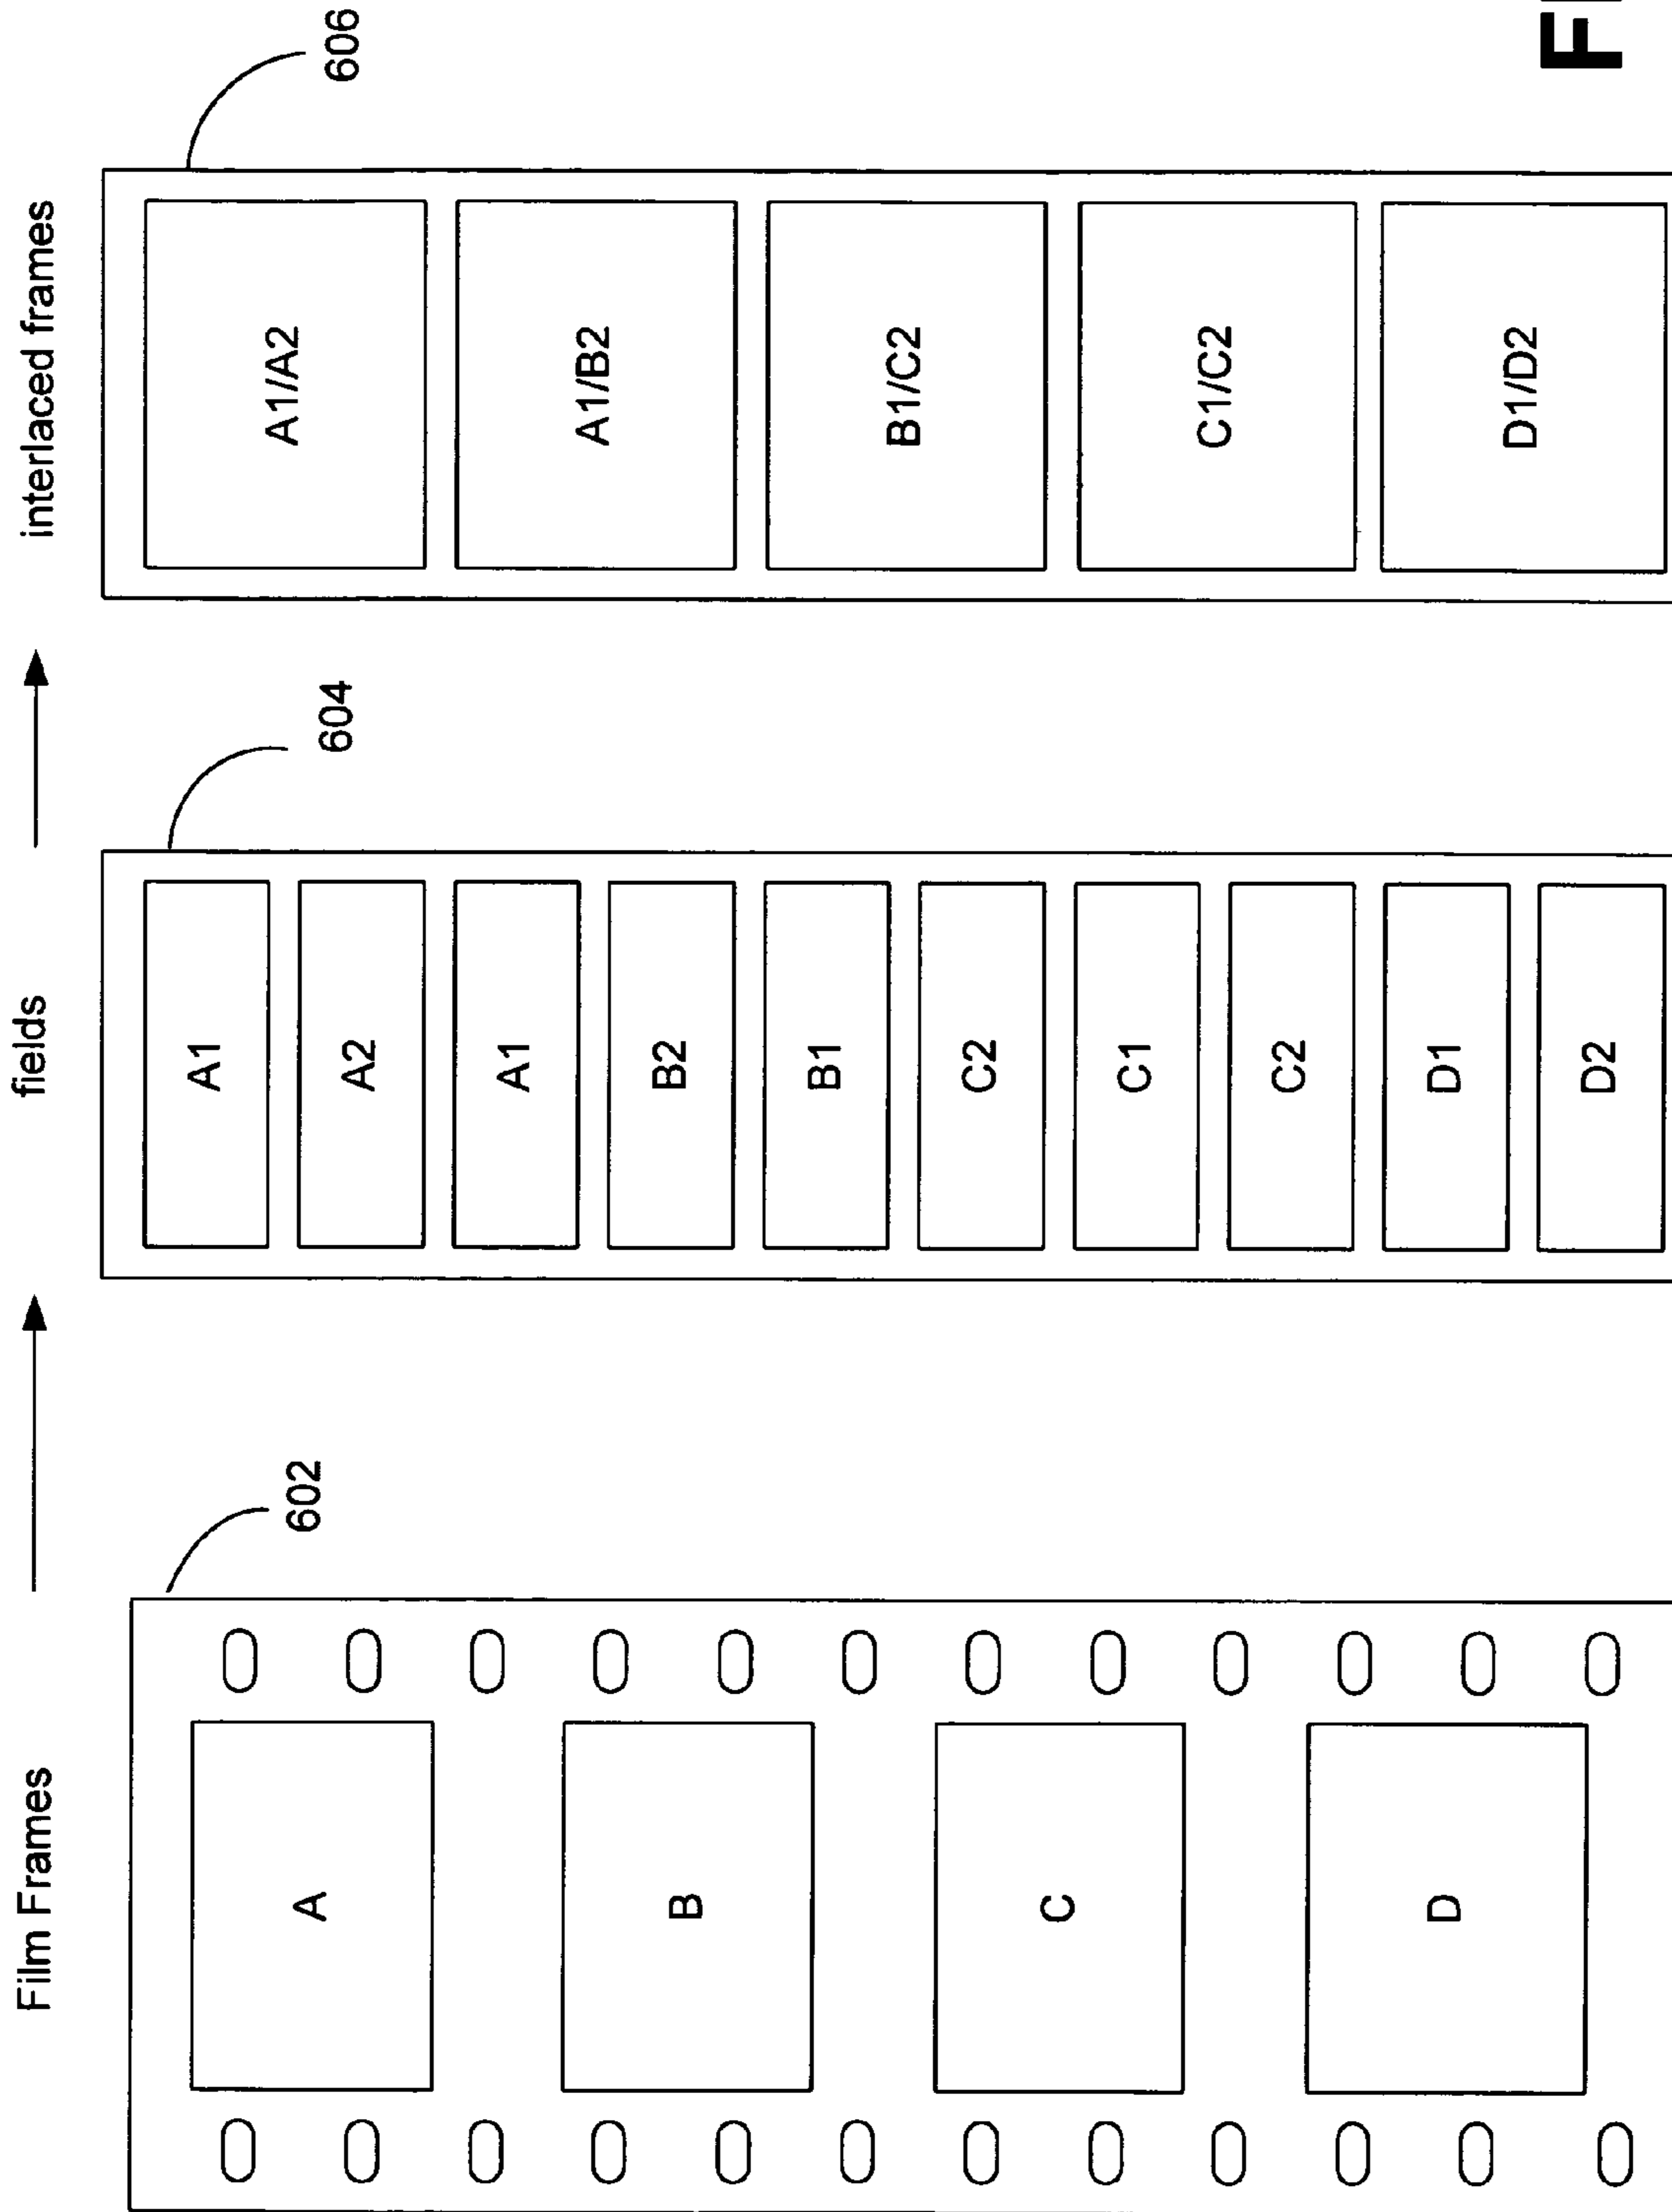 Film Frames
602
A
B
C
D
fields
604
A1
A2
A1
B2
B1
C2
C1
C2
D1
D2
interlaced frames
606
A1/A2
A1/B2
B1/C2
C1/C2
D1/D2